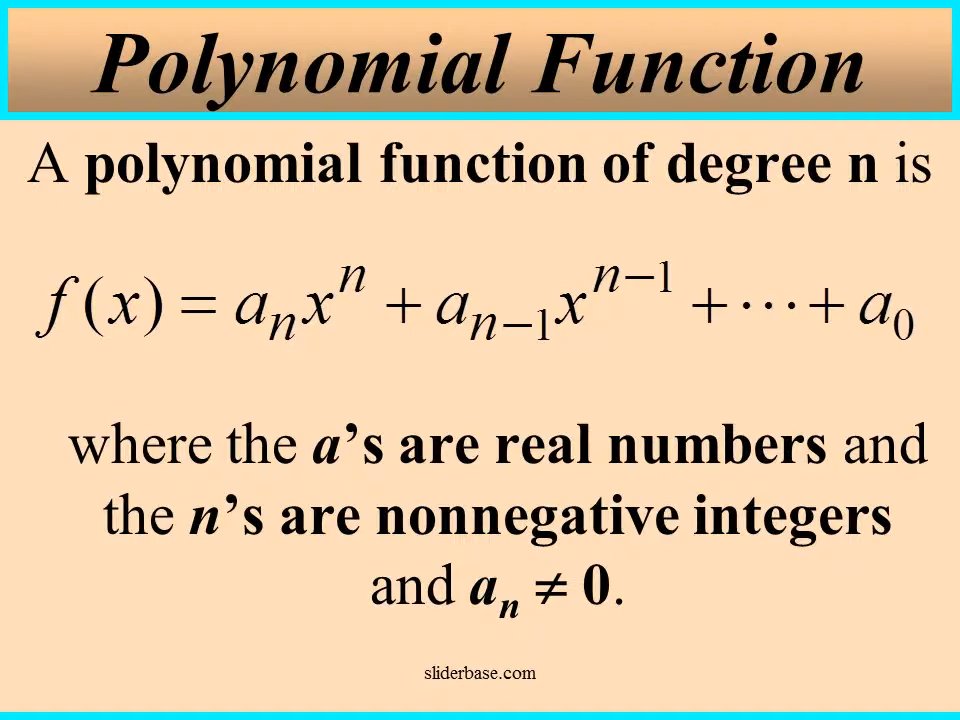 Polynomial Function
A polynomial function of degree n is
f(x) = aₙxⁿ + aₙ₋₁xⁿ⁻¹ + ⋯ + a₀
where the a’s are real numbers and
the n’s are nonnegative integers
and aₙ ≠ 0.
sliderbase.com